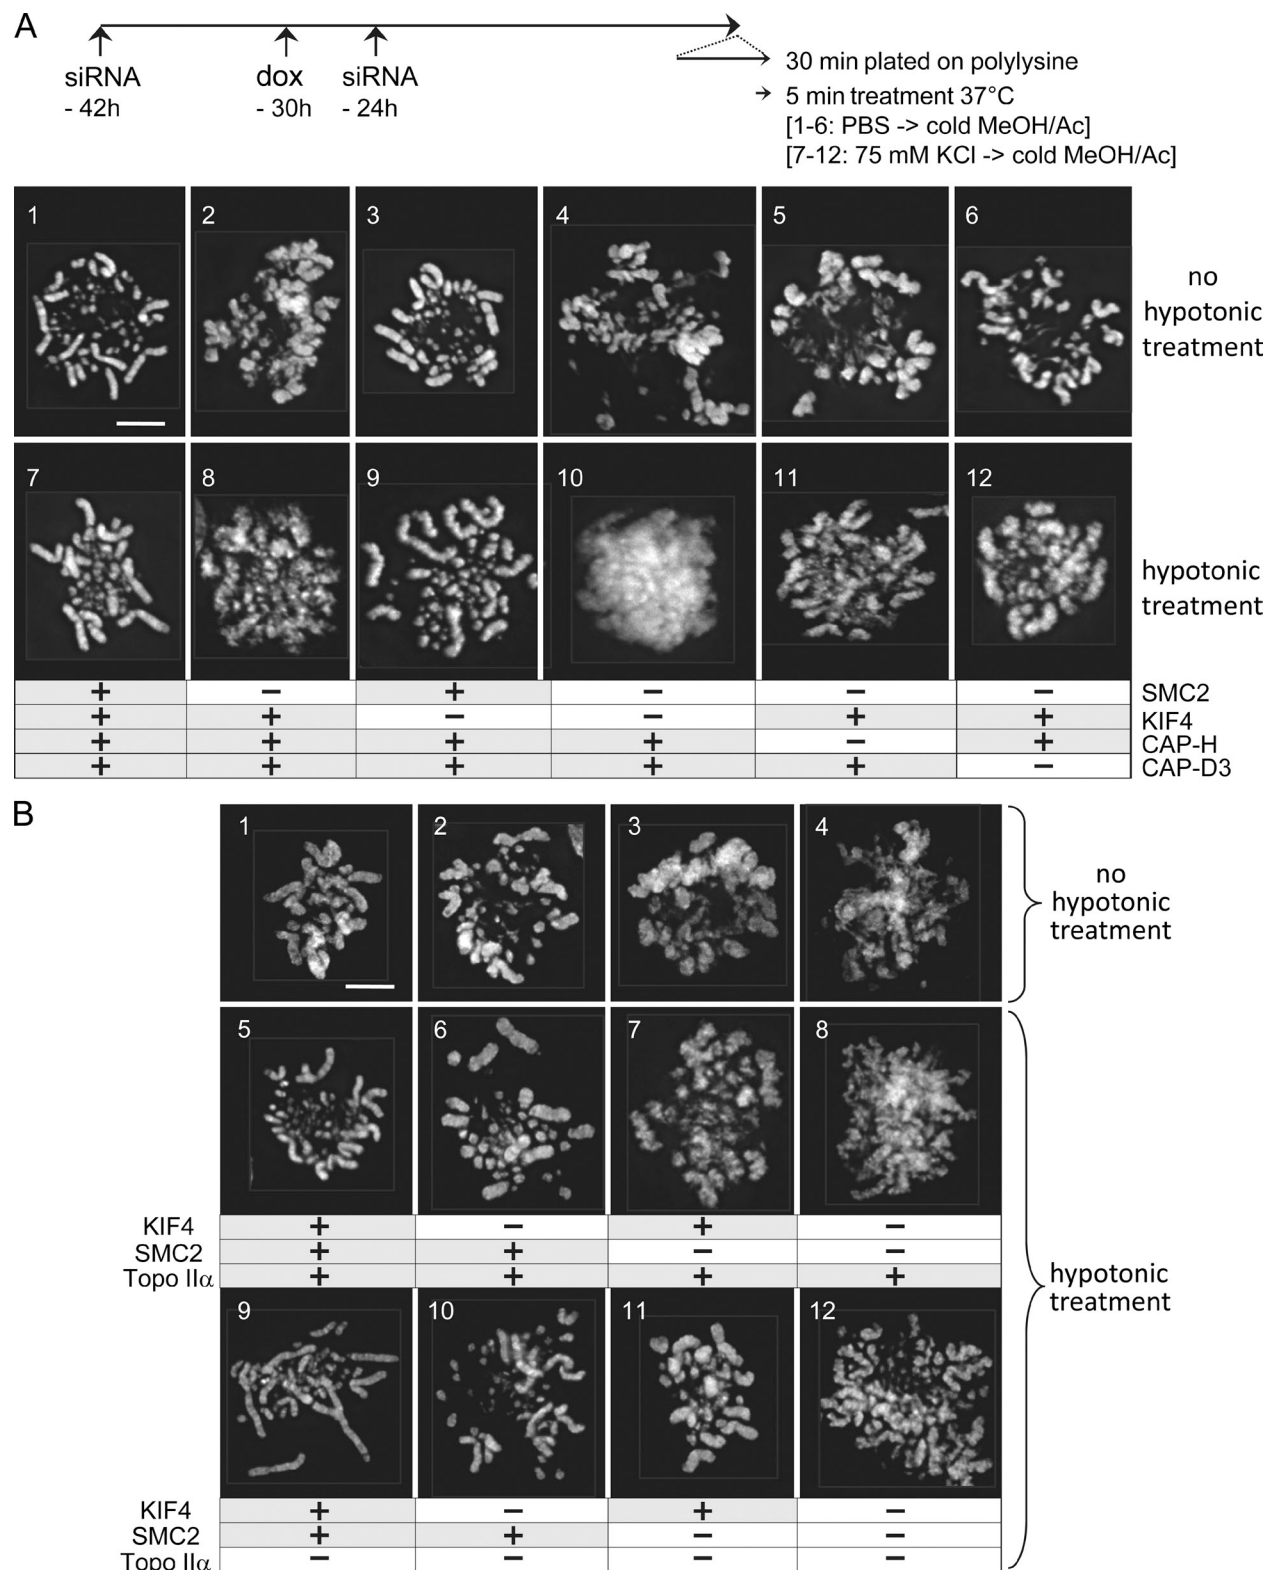 A
siRNA
- 42h
dox
- 30h
siRNA
- 24h
30 min plated on polylysine
5 min treatment 37°C
[1-6: PBS -> cold MeOH/Ac]
[7-12: 75 mM KCl -> cold MeOH/Ac]
1 2 3 4 5 6
no
hypotonic
treatment
7 8 9 10 11 12
hypotonic
treatment
+ − + − − − SMC2
+ + − − + + KIF4
+ + + + − + CAP-H
+ + + + + − CAP-D3
B
1 2 3 4
no
hypotonic
treatment
5 6 7 8
KIF4 + − + −
SMC2 + + − −
Topo IIα + + + +
hypotonic
treatment
9 10 11 12
KIF4 + − + −
SMC2 + + − −
Topo IIα − − − −